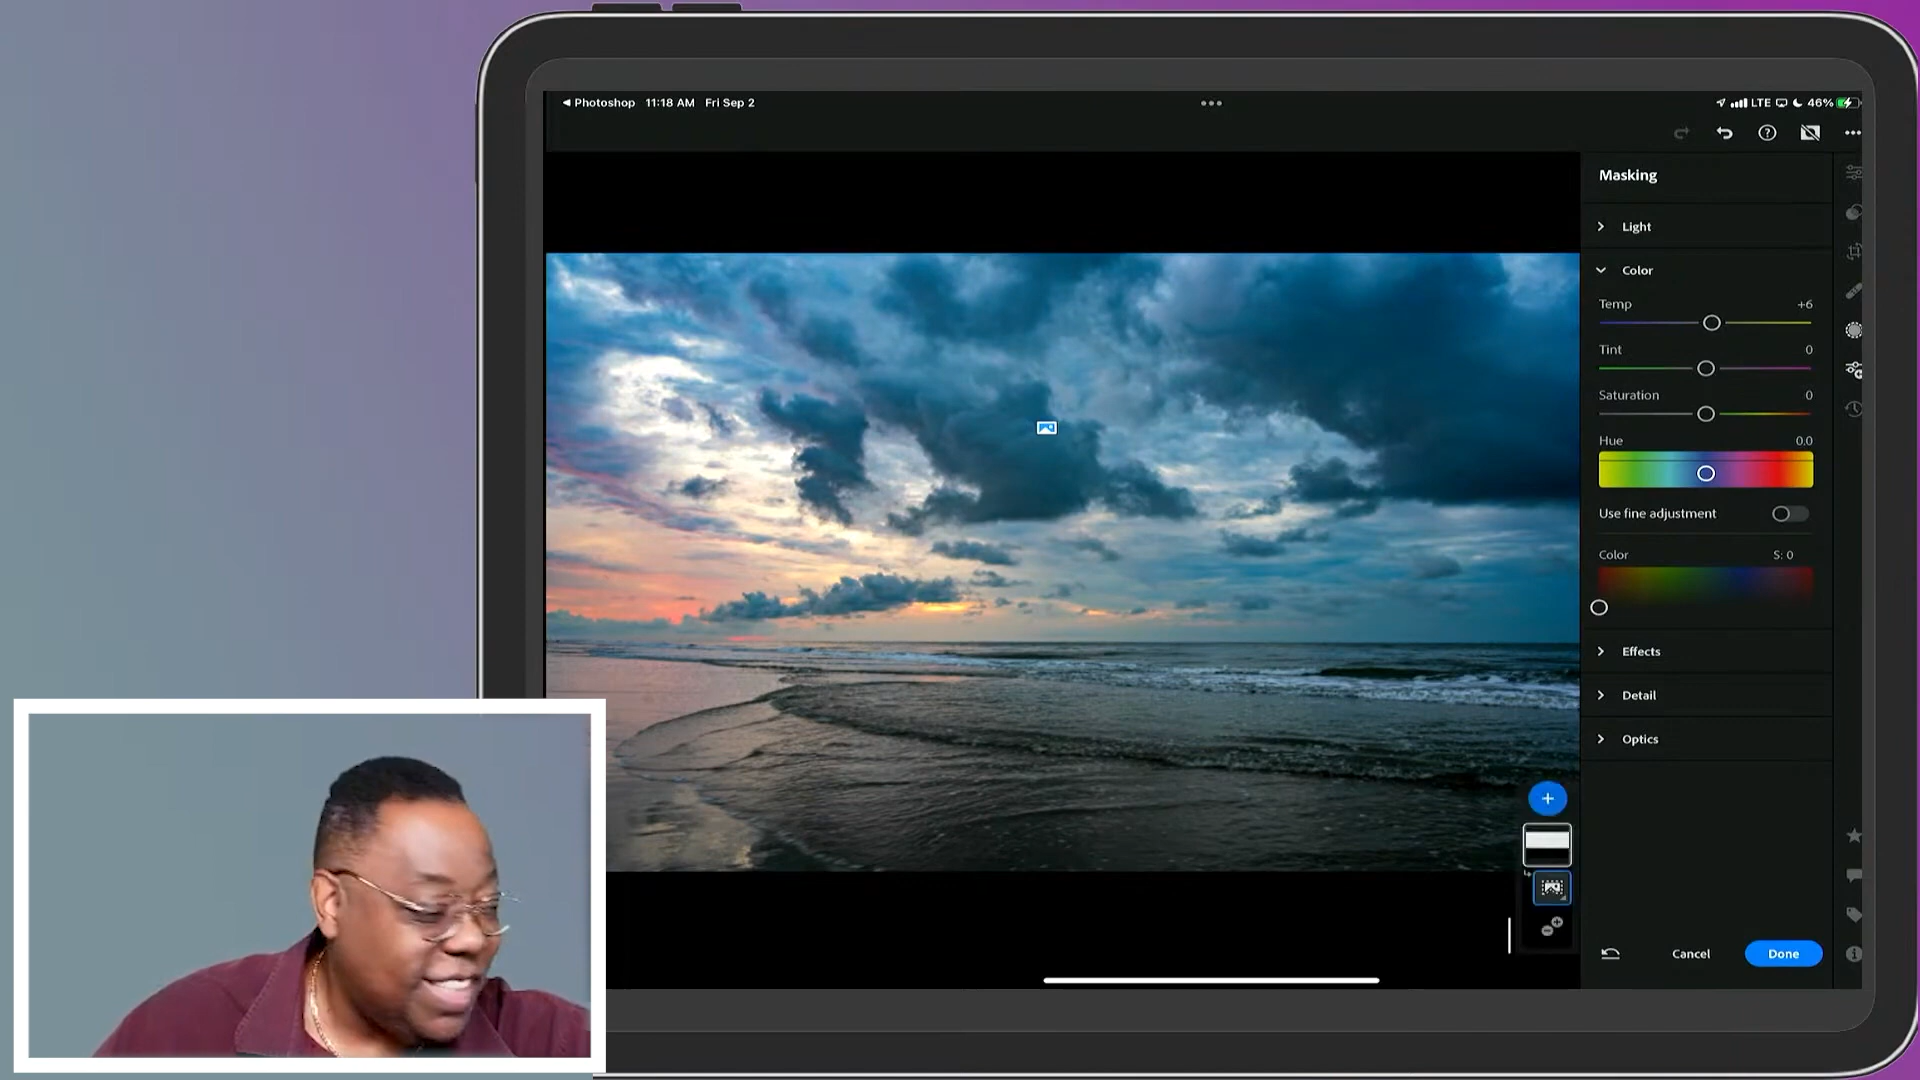 Photoshop 11:18 AM Fri Sep 2
LTE 46%
Masking
Light
Color
Temp +6
Tint 0
Saturation 0
Hue 0.0
Use fine adjustment
Color S: 0
Effects
Detail
Optics
Cancel Done